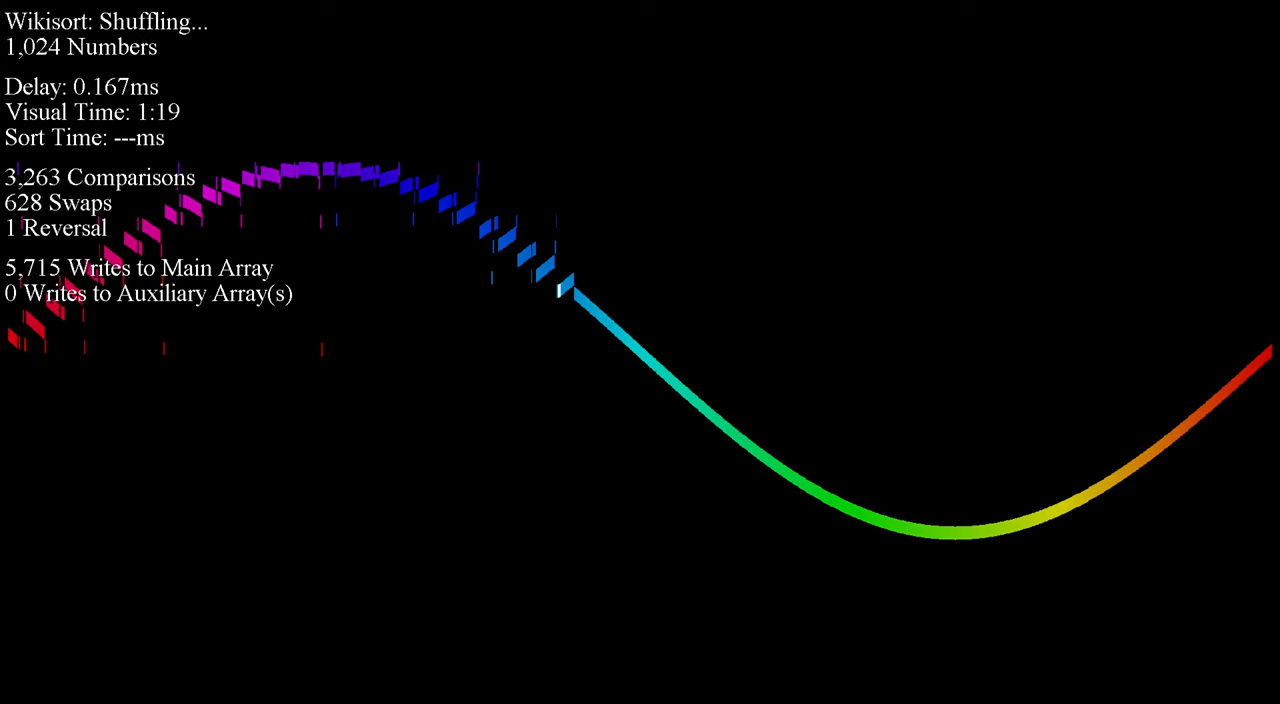 Wikisort: Shuffling...
1,024 Numbers
Delay: 0.167ms
Visual Time: 1:19
Sort Time: ---ms
3,263 Comparisons
628 Swaps
1 Reversal
5,715 Writes to Main Array
0 Writes to Auxiliary Array(s)